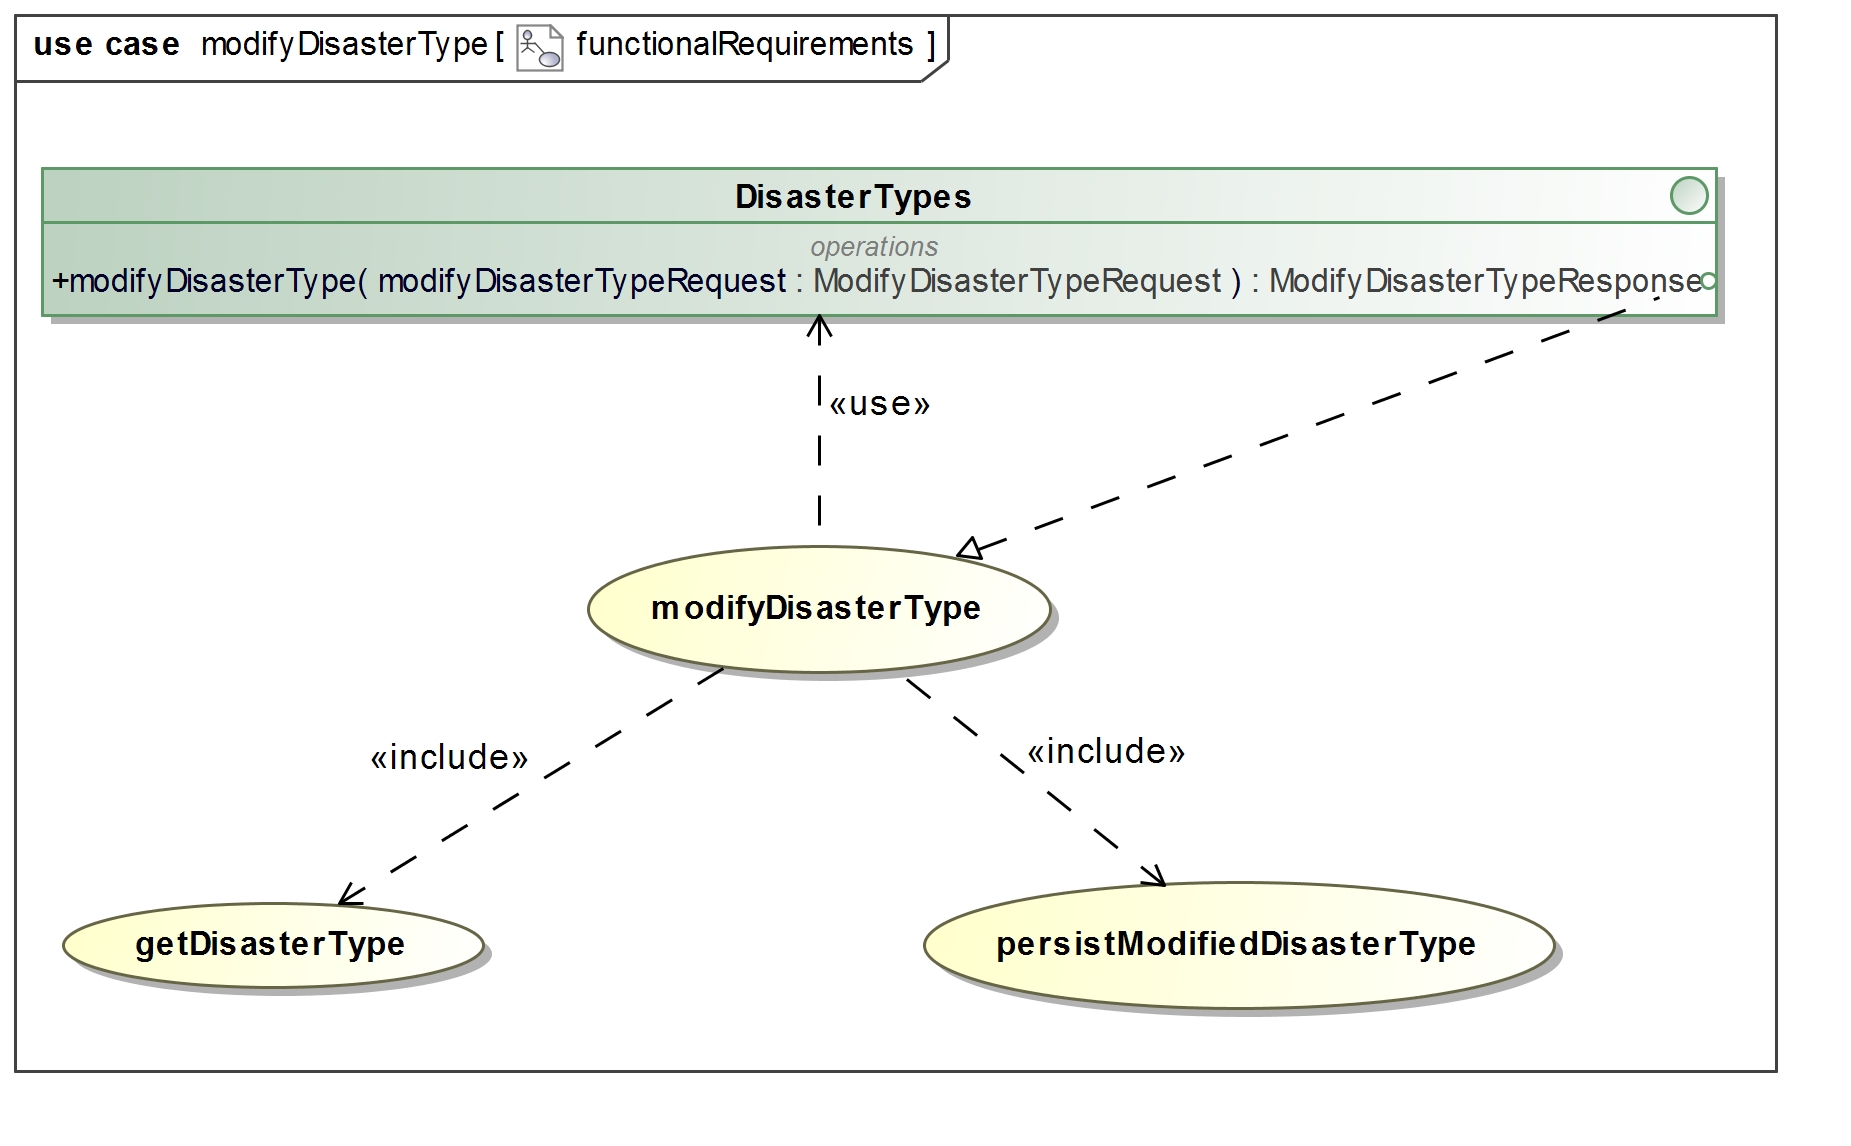 use case modifyDisasterType [ functionalRequirements ]
DisasterTypes
operations
+modifyDisasterType( modifyDisasterTypeRequest : ModifyDisasterTypeRequest ) : ModifyDisasterTypeResponse
«use»
modifyDisasterType
«include»
«include»
getDisasterType
persistModifiedDisasterType